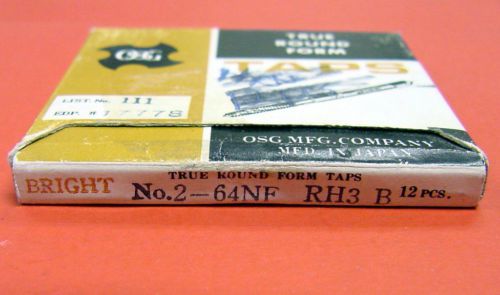 TRUE
ROUND
FORM
TAPS
OSG
LIST. No. 111
EDP. # 17778
OSG. MFG. COMPANY
MFD. IN JAPAN
TRUE ROUND FORM TAPS
BRIGHT No.2-64NF RH3 B 12 PCS.